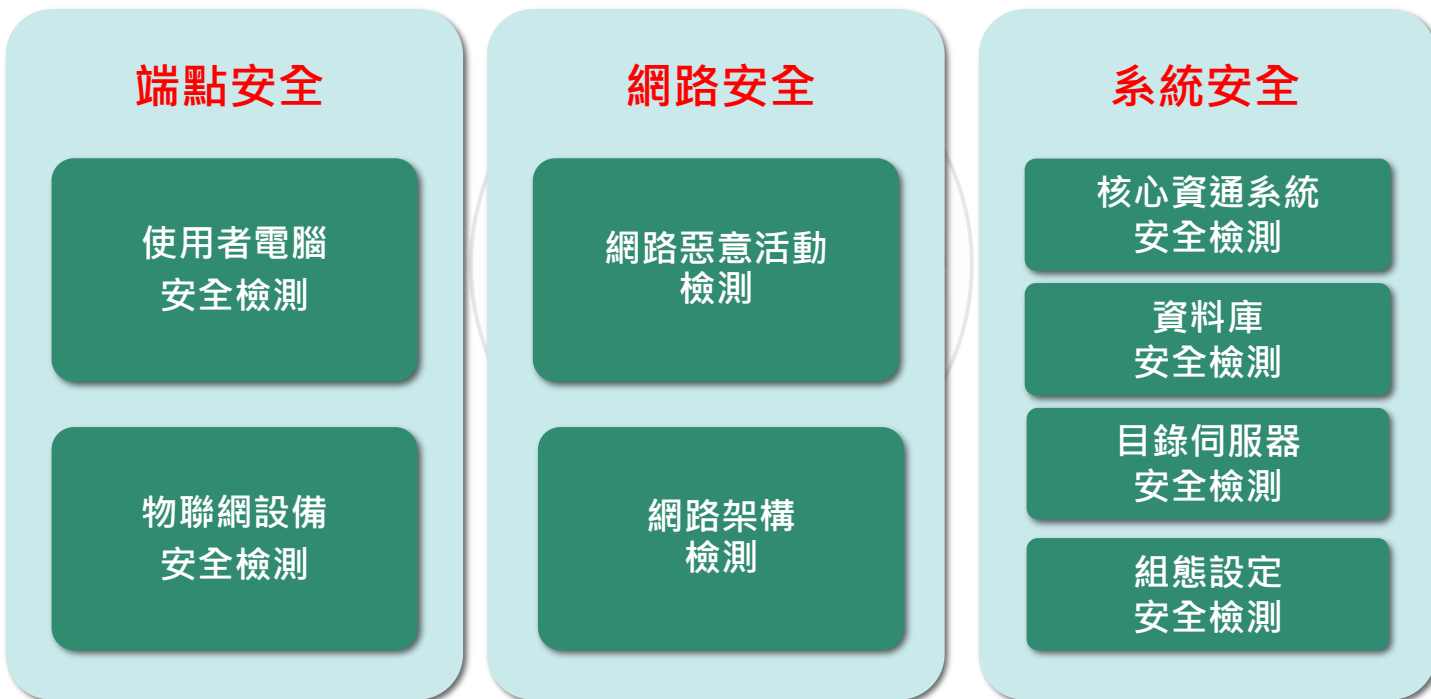 端點安全
使用者電腦
安全檢測
物聯網設備
安全檢測
網路安全
網路惡意活動
檢測
網路架構
檢測
系統安全
核心資通系統
安全檢測
資料庫
安全檢測
目錄伺服器
安全檢測
組態設定
安全檢測